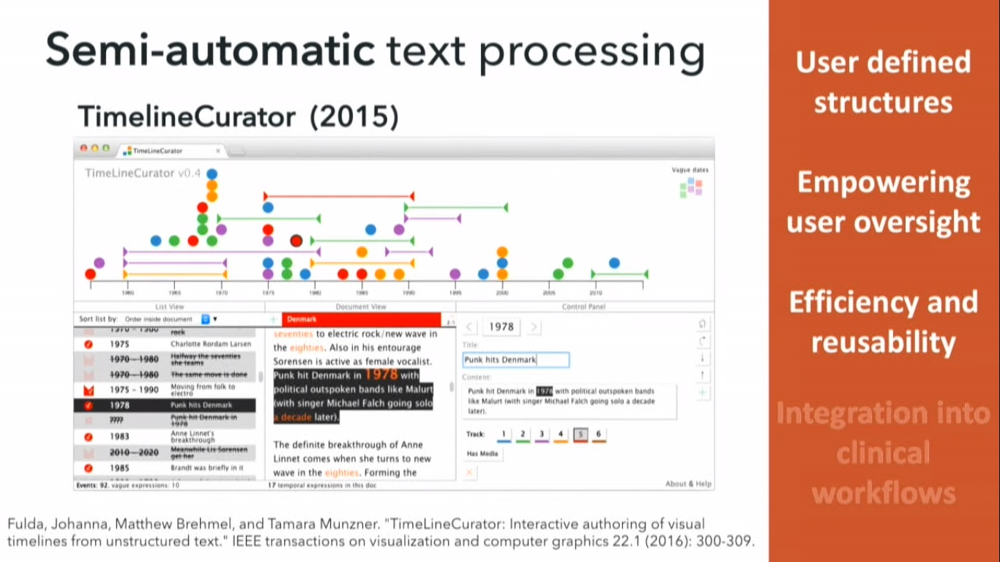 Semi-automatic text processing
TimelineCurator (2015)
TimeLineCurator
TimeLineCurator v0.4
Vague dates
1960 1965 1970 1975 1980 1985 1990 1995 2000 2005 2010
List View
Document View
Control Panel
Sort list by: Order inside document
rock
1975 Charlotte Rordam Larsen
1970 - 1980 Halfway the seventies
she teams
1970 - 1980 The same move is done
1975 - 1990 Moving from folk to
electro
1978 Punk hits Denmark
???? Punk hit Denmark in
1978
1983 Anne Linnet's
breakthrough
2010 - 2020 Meanwhile Lis Sorensen
get her
1985 Brandt was briefly in it
Events: 92, vague expressions: 10
Denmark
seventies to electric rock/new wave in
the eighties. Also in his entourage
Sorensen is active as female vocalist.
Punk hit Denmark in 1978 with
political outspoken bands like Malurt
(with singer Michael Falch going solo
a decade later).
The definite breakthrough of Anne
Linnet comes when she turns to new
wave in the eighties. Forming the
17 temporal expressions in this doc
1978
Title:
Punk hits Denmark
Content:
Punk hit Denmark in 1978 with political outspoken bands
like Malurt (with singer Michael Falch going solo a decade
later).
Track: 1 2 3 4 5 6
Has Media
About & Help
Fulda, Johanna, Matthew Brehmel, and Tamara Munzner. "TimeLineCurator: Interactive authoring of visual
timelines from unstructured text." IEEE transactions on visualization and computer graphics 22.1 (2016): 300-309.
User defined
structures
Empowering
user oversight
Efficiency and
reusability
Integration into
clinical
workflows